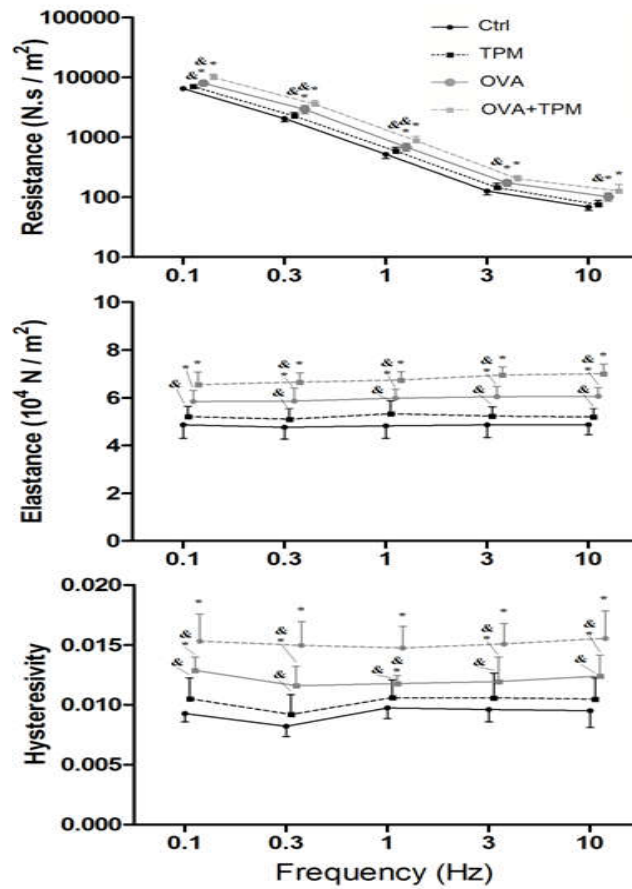 Resistance (N.s / m²)
100000
10000
1000
100
10
Ctrl
TPM
OVA
OVA+TPM
& & * *
& & * *
& & * *
& * *
& * *
0.1 0.3 1 3 10
Elastance (10⁴ N / m²)
10
8
6
4
2
0
& * *
& * & *
& * & *
& * & *
& * & *
0.1 0.3 1 3 10
Hysteresivity
0.020
0.015
0.010
0.005
0.000
& & * *
& & * *
& & * *
& & * *
& & * *
0.1 0.3 1 3 10
Frequency (Hz)